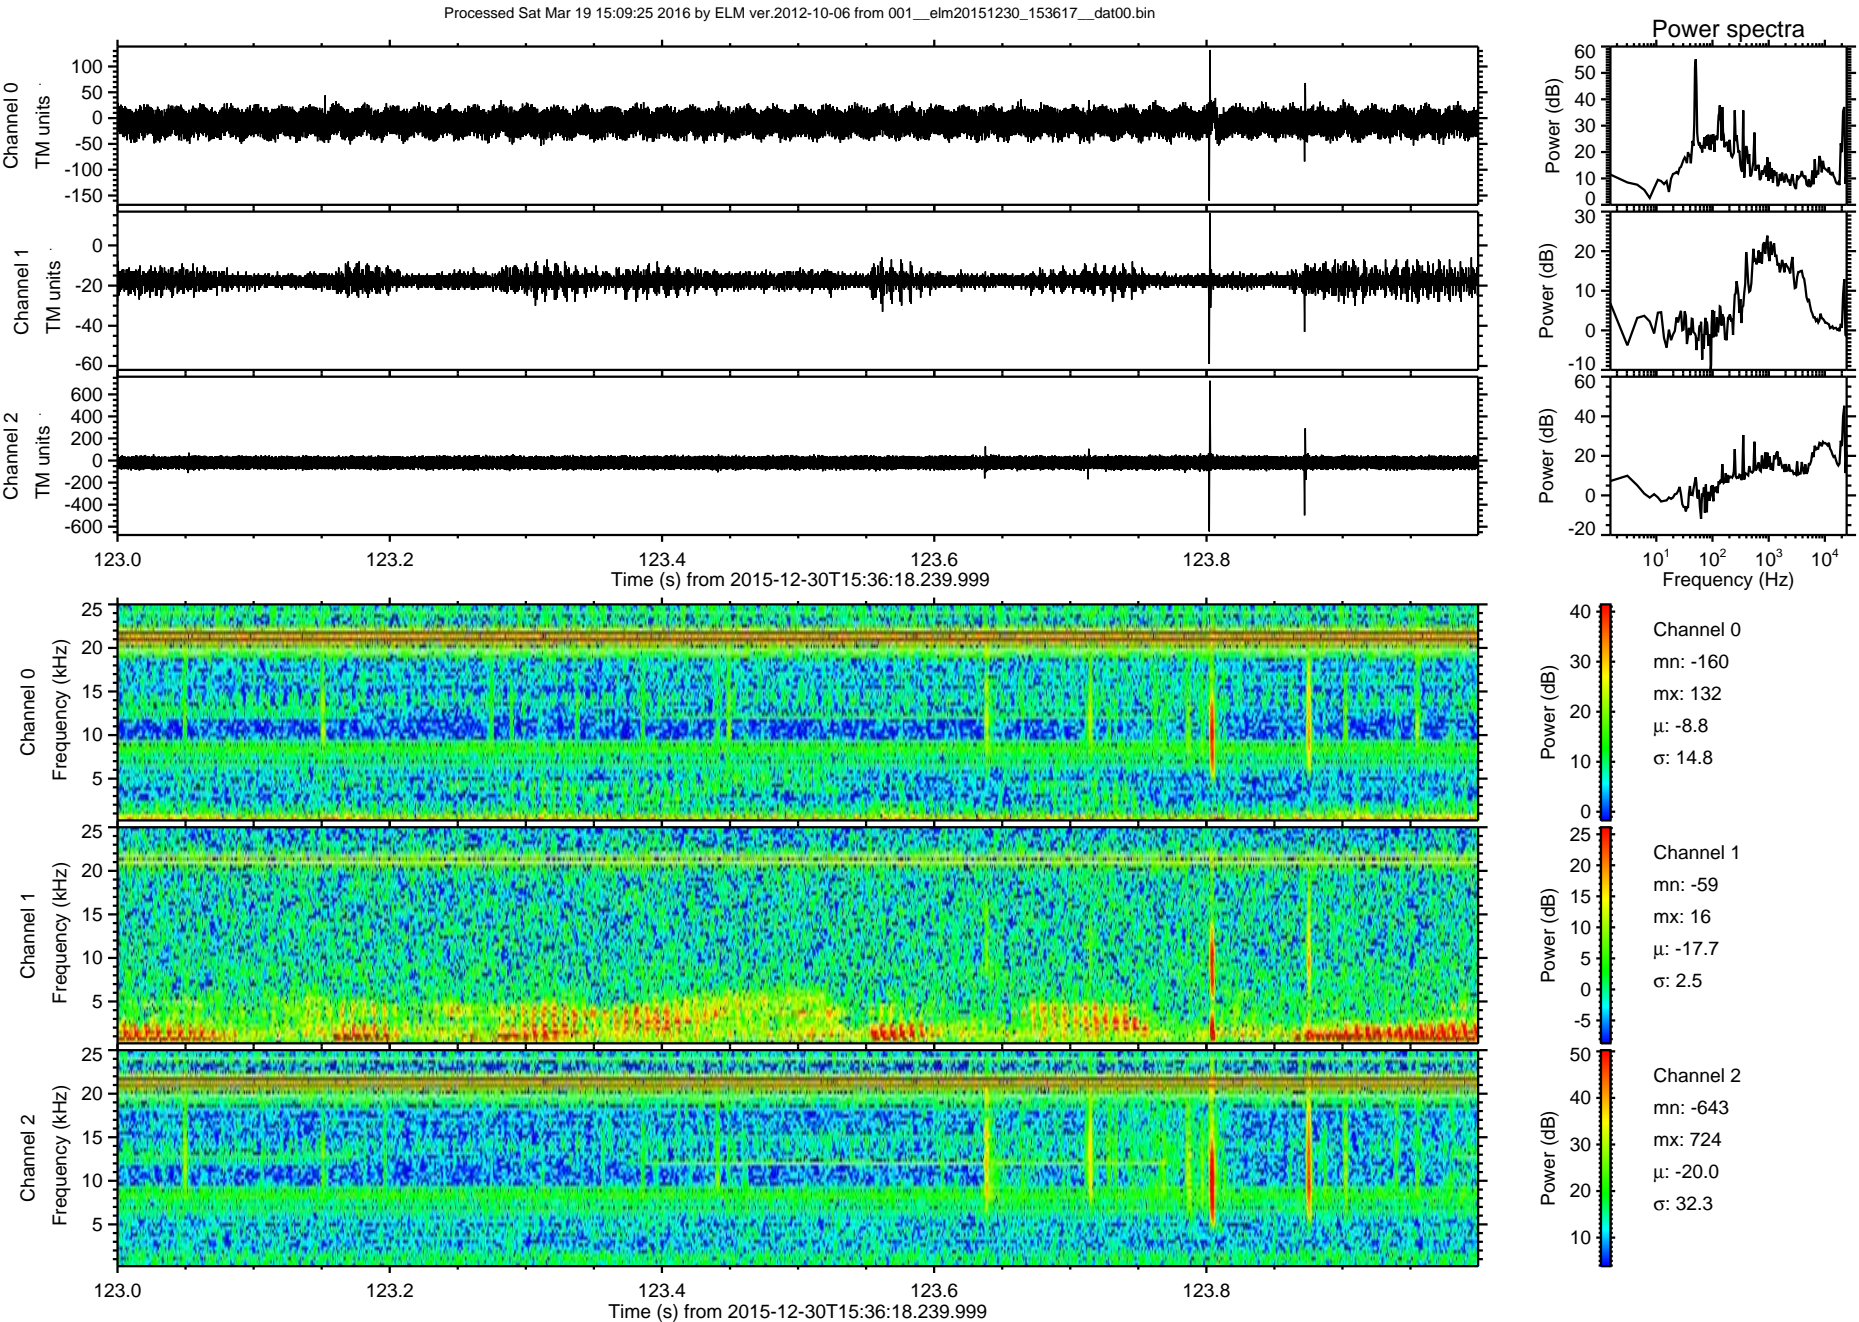 Processed Sat Mar 19 15:09:25 2016 by ELM ver.2012-10-06 from 001__elm20151230_153617__dat00.bin
Power spectra
Channel 0
TM units
100
50
0
-50
-100
-150
Power (dB)
60
50
40
30
20
10
0
Channel 1
TM units
0
-20
-40
-60
Power (dB)
30
20
10
0
-10
Channel 2
TM units
600
400
200
0
-200
-400
-600
Power (dB)
60
40
20
0
-20
123.0 123.2 123.4 123.6 123.8
Time (s) from 2015-12-30T15:36:18.239.999
10¹ 10² 10³ 10⁴
Frequency (Hz)
Channel 0
Frequency (kHz)
25
20
15
10
5
Power (dB)
40
30
20
10
0
Channel 0
mn: -160
mx: 132
μ: -8.8
σ: 14.8
Channel 1
Frequency (kHz)
25
20
15
10
5
Power (dB)
25
20
15
10
5
0
-5
Channel 1
mn: -59
mx: 16
μ: -17.7
σ: 2.5
Channel 2
Frequency (kHz)
25
20
15
10
5
Power (dB)
50
40
30
20
10
Channel 2
mn: -643
mx: 724
μ: -20.0
σ: 32.3
123.0 123.2 123.4 123.6 123.8
Time (s) from 2015-12-30T15:36:18.239.999